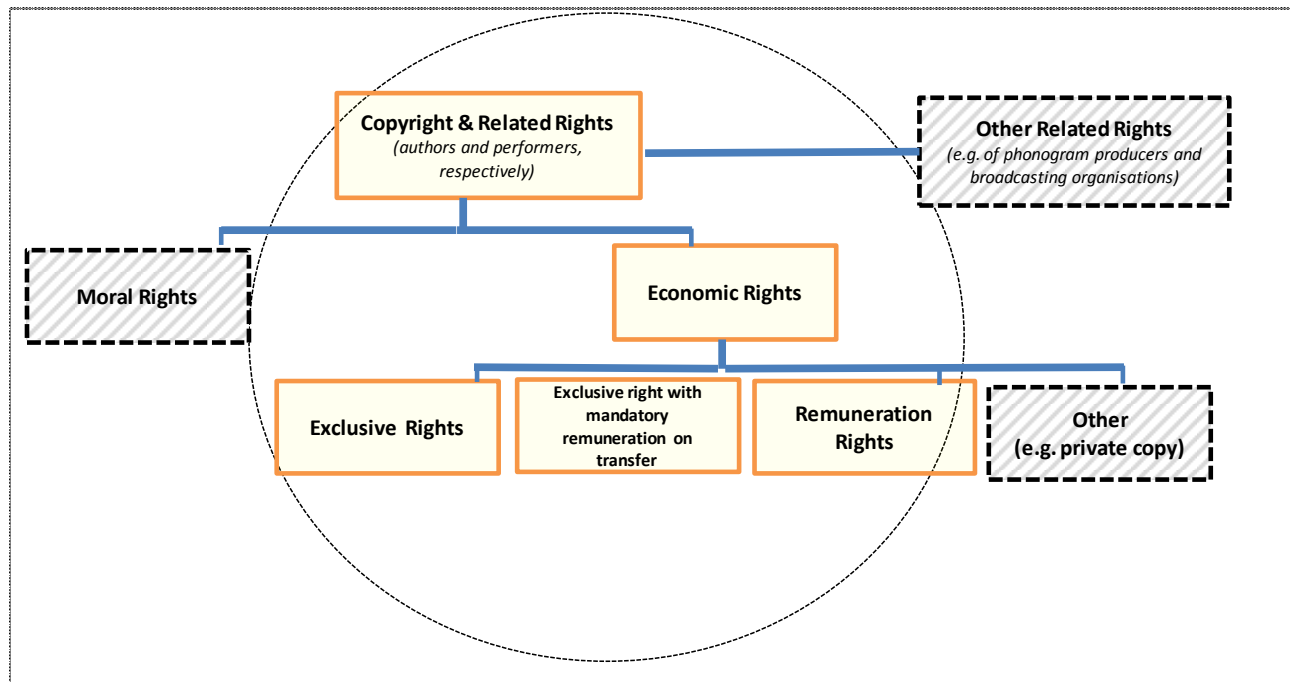 Copyright & Related Rights
(authors and performers,
respectively)
Other Related Rights
(e.g. of phonogram producers and
broadcasting organisations)
Moral Rights
Economic Rights
Exclusive Rights
Exclusive right with
mandatory
remuneration on
transfer
Remuneration
Rights
Other
(e.g. private copy)